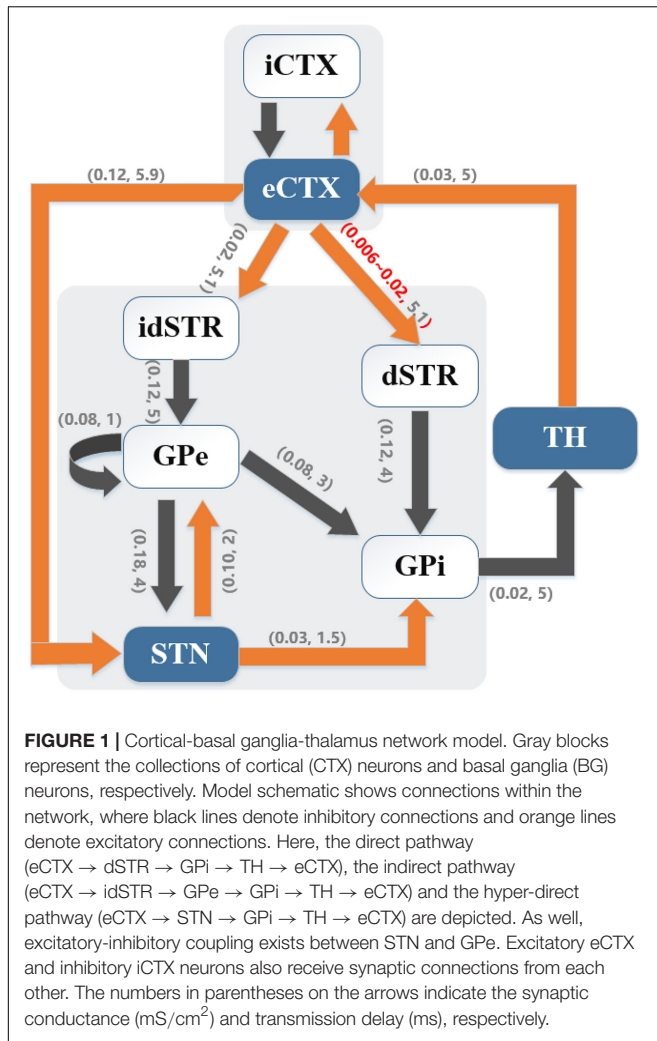 iCTX
(0.12, 5.9)
eCTX
(0.03, 5)
(0.02, 5.1)
(0.006~0.02, 5.1)
idSTR
dSTR
(0.12, 5)
(0.08, 1)
GPe
(0.08, 3)
(0.12, 4)
TH
(0.18, 4)
(0.10, 2)
GPi
(0.02, 5)
STN
(0.03, 1.5)
FIGURE 1 | Cortical-basal ganglia-thalamus network model. Gray blocks
represent the collections of cortical (CTX) neurons and basal ganglia (BG)
neurons, respectively. Model schematic shows connections within the
network, where black lines denote inhibitory connections and orange lines
denote excitatory connections. Here, the direct pathway
(eCTX → dSTR → GPi → TH → eCTX), the indirect pathway
(eCTX → idSTR → GPe → GPi → TH → eCTX) and the hyper-direct
pathway (eCTX → STN → GPi → TH → eCTX) are depicted. As well,
excitatory-inhibitory coupling exists between STN and GPe. Excitatory eCTX
and inhibitory iCTX neurons also receive synaptic connections from each
other. The numbers in parentheses on the arrows indicate the synaptic
conductance (mS/cm²) and transmission delay (ms), respectively.